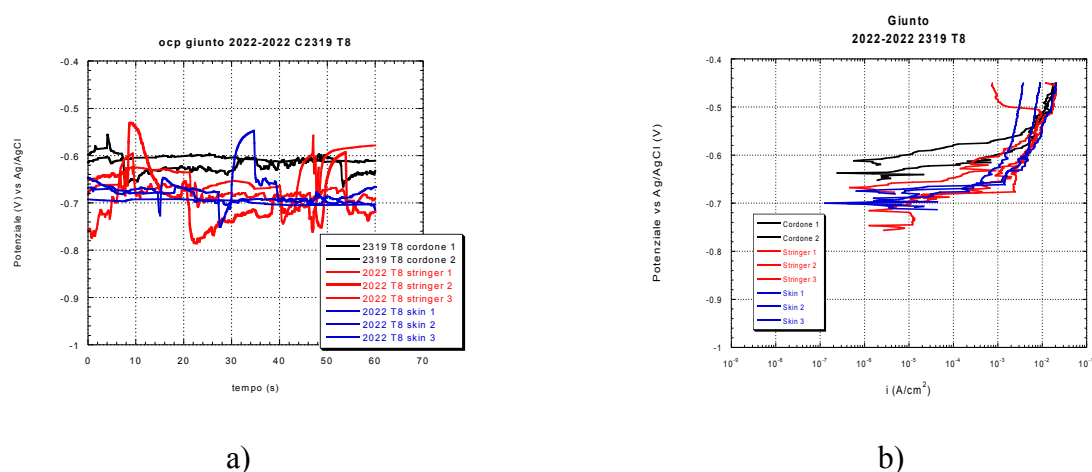 ocp giunto 2022-2022 C2319 T8
Potenziale (V) vs Ag/AgCl
-0.4
-0.5
-0.6
-0.7
-0.8
-0.9
-1
0 10 20 30 40 50 60 70
tempo (s)
2319 T8 cordone 1
2319 T8 cordone 2
2022 T8 stringer 1
2022 T8 stringer 2
2022 T8 stringer 3
2022 T8 skin 1
2022 T8 skin 2
2022 T8 skin 3
a)
Giunto
2022-2022 2319 T8
Potenziale vs Ag/AgCl (V)
-0.4
-0.5
-0.6
-0.7
-0.8
-0.9
-1
10⁻⁹ 10⁻⁸ 10⁻⁷ 10⁻⁶ 10⁻⁵ 10⁻⁴ 10⁻³ 10⁻² 10⁻¹
i (A/cm²)
Cordone 1
Cordone 2
Stringer 1
Stringer 2
Stringer 3
Skin 1
Skin 2
Skin 3
b)